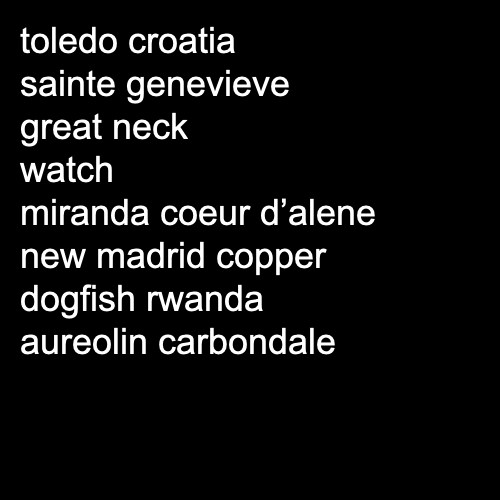 toledo croatia
sainte genevieve
great neck
watch
miranda coeur d’alene
new madrid copper
dogfish rwanda
aureolin carbondale